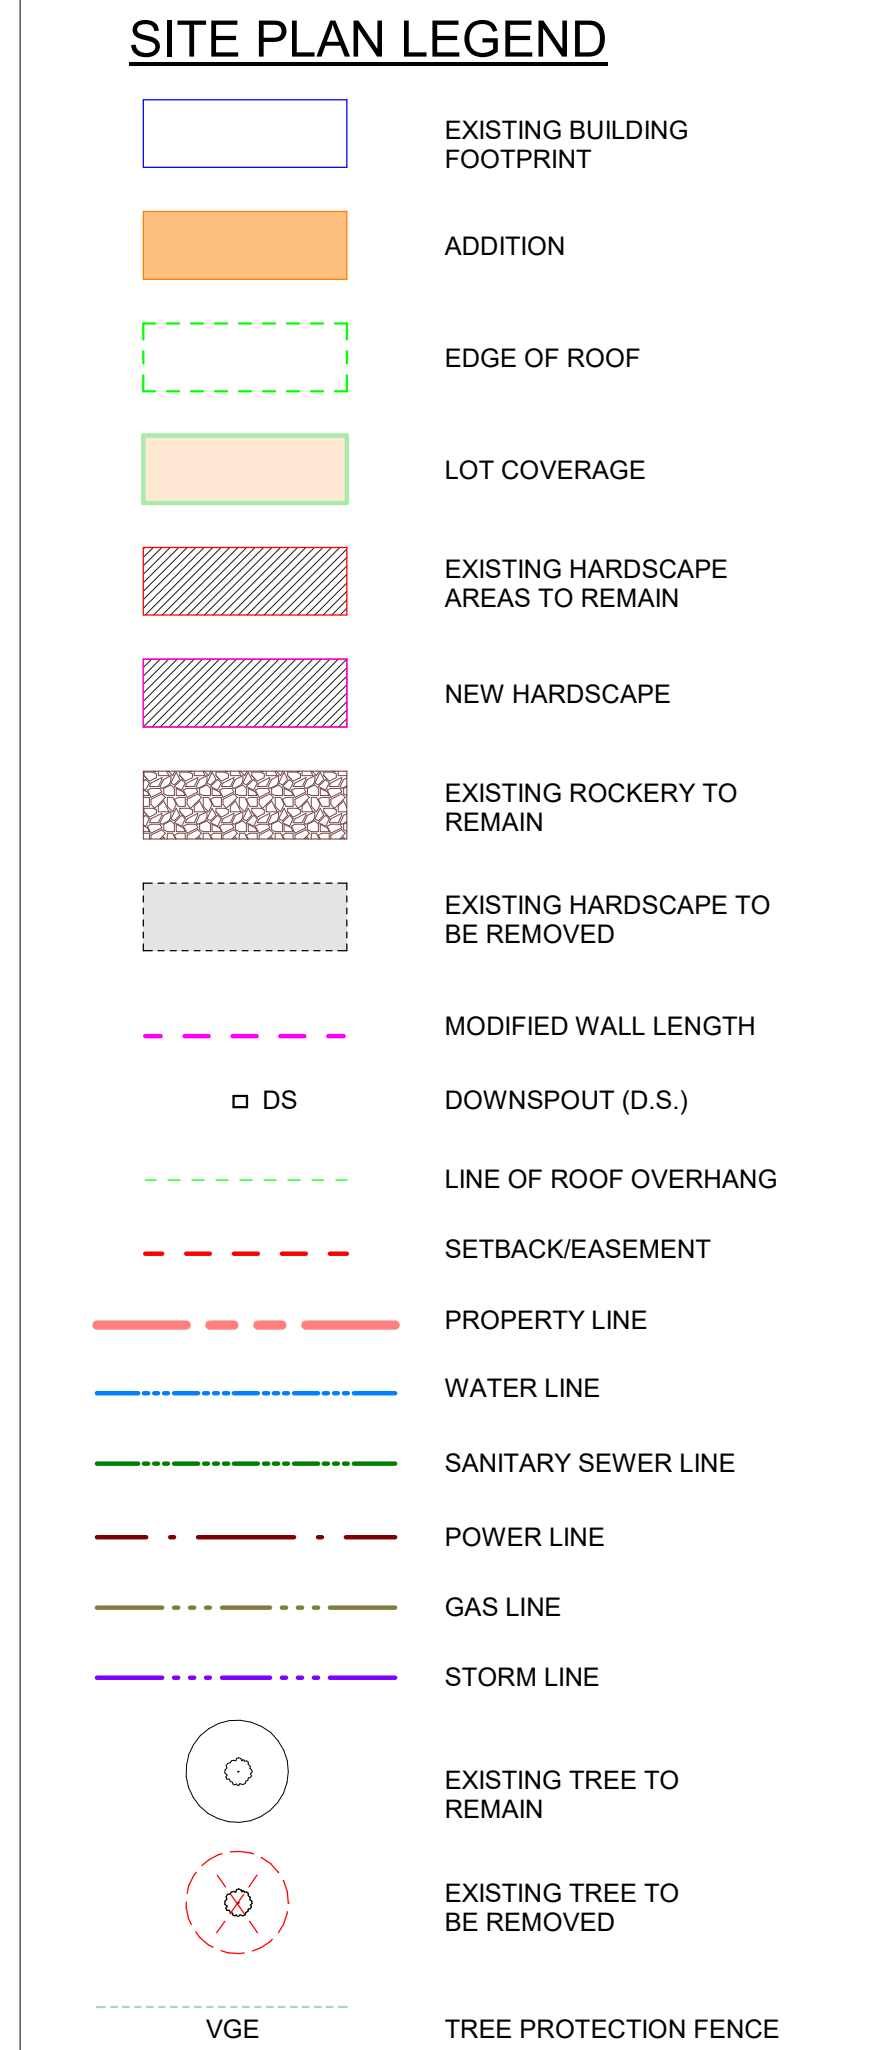 SITE PLAN LEGEND
EXISTING BUILDING
FOOTPRINT
ADDITION
EDGE OF ROOF
LOT COVERAGE
EXISTING HARDSCAPE
AREAS TO REMAIN
NEW HARDSCAPE
EXISTING ROCKERY TO
REMAIN
EXISTING HARDSCAPE TO
BE REMOVED
MODIFIED WALL LENGTH
DS DOWNSPOUT (D.S.)
LINE OF ROOF OVERHANG
SETBACK/EASEMENT
PROPERTY LINE
WATER LINE
SANITARY SEWER LINE
POWER LINE
GAS LINE
STORM LINE
EXISTING TREE TO
REMAIN
EXISTING TREE TO
BE REMOVED
VGE TREE PROTECTION FENCE